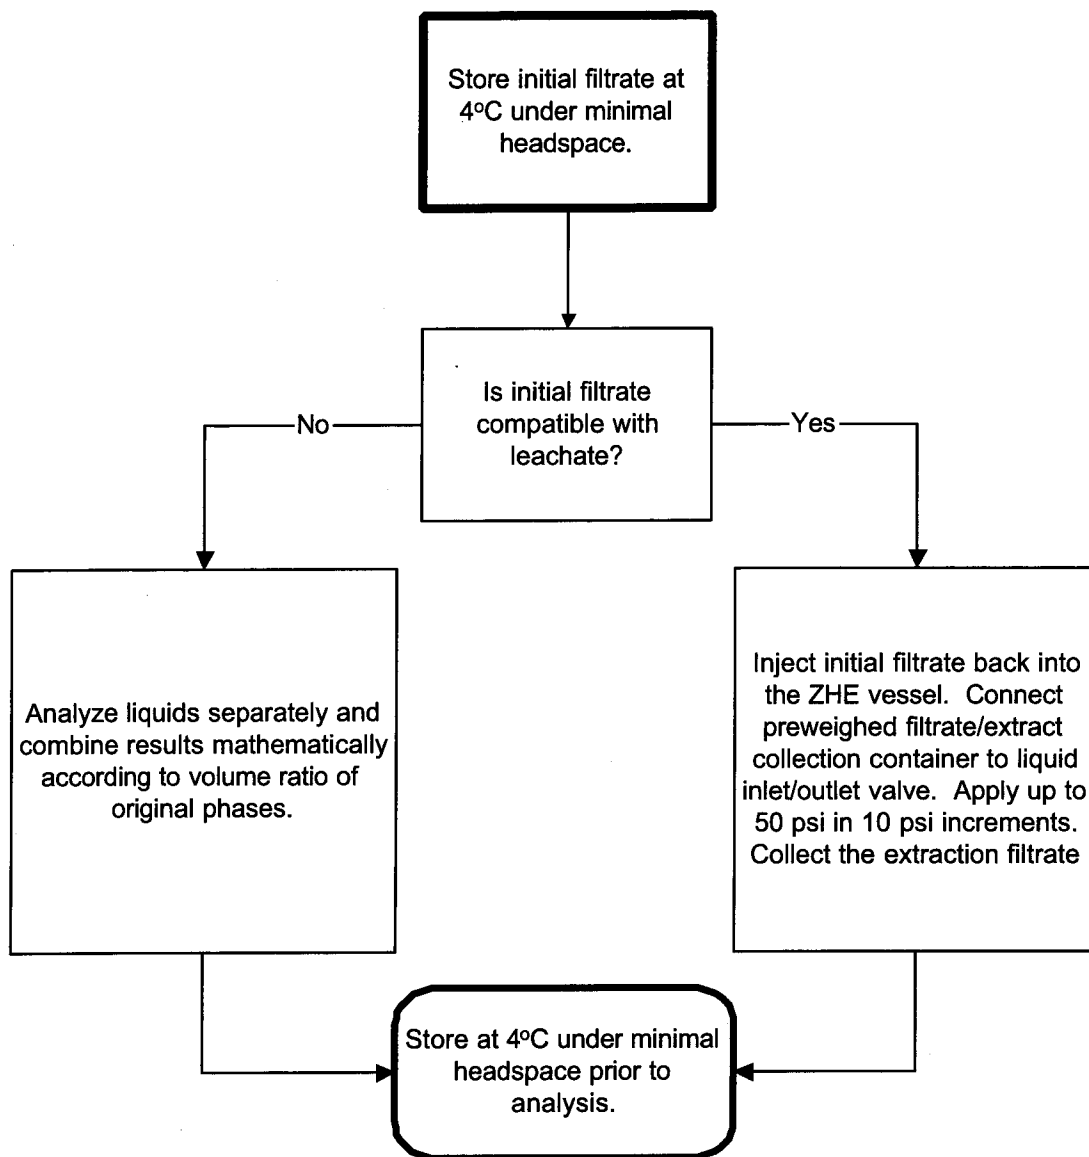 Store initial filtrate at
4°C under minimal
headspace.
Is initial filtrate
compatible with
leachate?
No
Yes
Analyze liquids separately and
combine results mathematically
according to volume ratio of
original phases.
Inject initial filtrate back into
the ZHE vessel.  Connect
preweighed filtrate/extract
collection container to liquid
inlet/outlet valve.  Apply up to
50 psi in 10 psi increments.
Collect the extraction filtrate
Store at 4°C under minimal
headspace prior to
analysis.